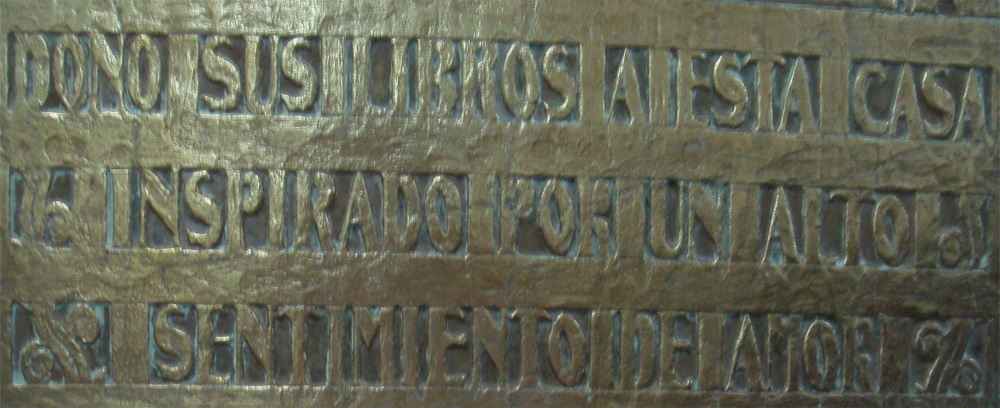 DONO SUS LIBROS A ESTA CASA
INSPIRADO POR UN ALTO
SENTIMIENTO DE AMOR